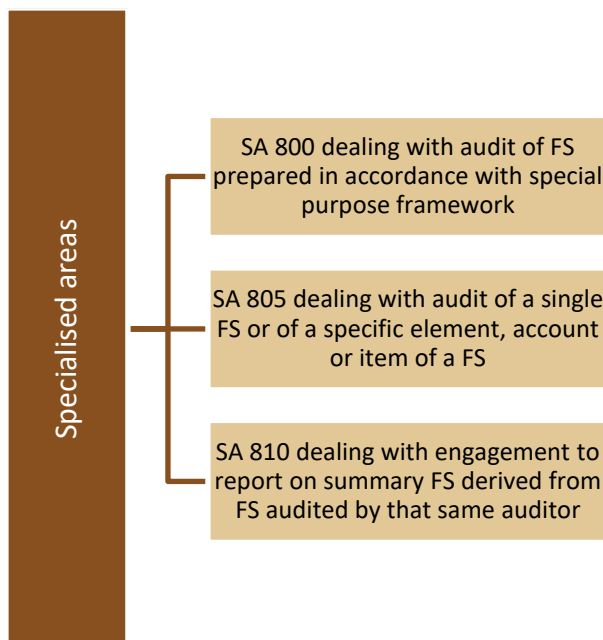 Specialised areas
SA 800 dealing with audit of FS
prepared in accordance with special
purpose framework
SA 805 dealing with audit of a single
FS or of a specific element, account
or item of a FS
SA 810 dealing with engagement to
report on summary FS derived from
FS audited by that same auditor